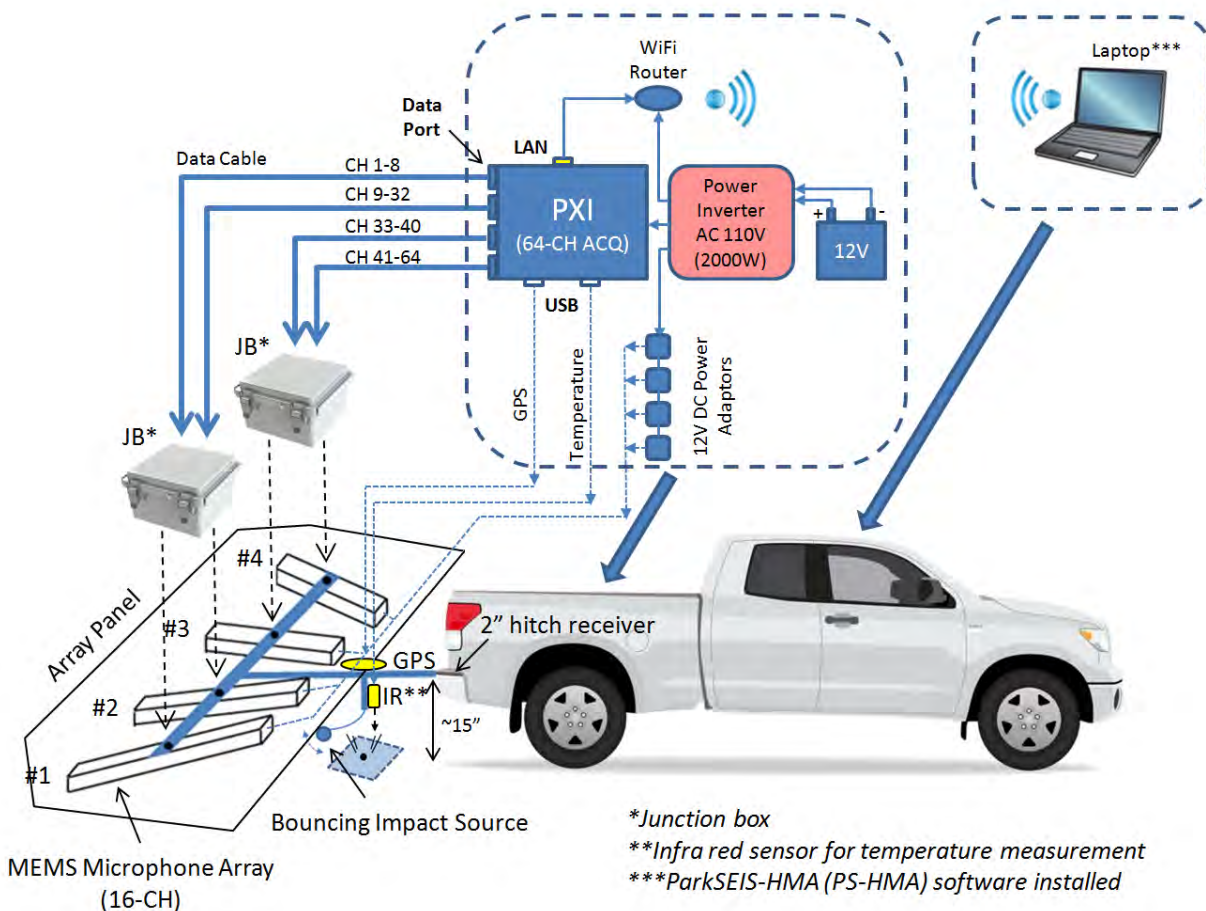 WiFi
Router
Laptop***
Data
Port
LAN
Data Cable
CH 1-8
CH 9-32
CH 33-40
CH 41-64
PXI
(64-CH ACQ)
Power
Inverter
AC 110V
(2000W)
+
-
12V
USB
JB*
JB*
GPS
Temperature
12V DC Power
Adaptors
Array Panel
#4
#3
#2
#1
2” hitch receiver
GPS
IR**
~15”
Bouncing Impact Source
MEMS Microphone Array
(16-CH)
*Junction box
**Infra red sensor for temperature measurement
***ParkSEIS-HMA (PS-HMA) software installed